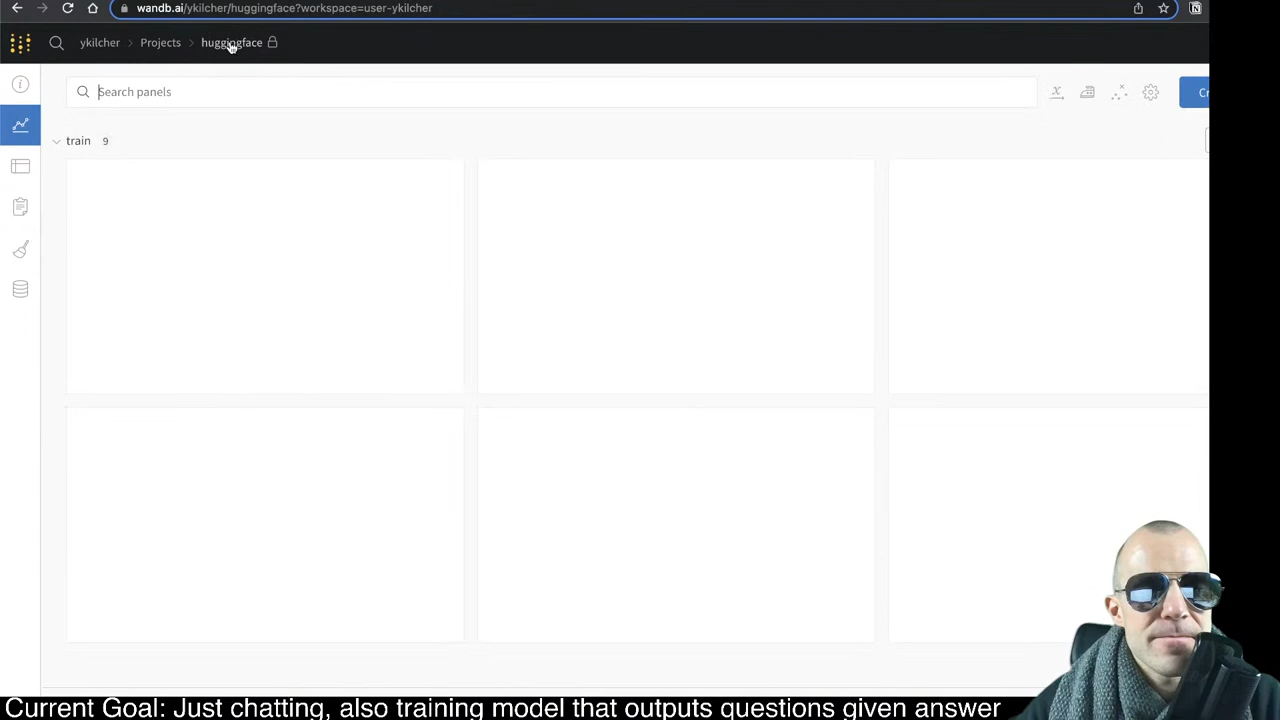 wandb.ai/ykilcher/huggingface?workspace=user-ykilcher
ykilcher > Projects > huggingface
Search panels
Cr
train 9
Current Goal: Just chatting, also training model that outputs questions given answer